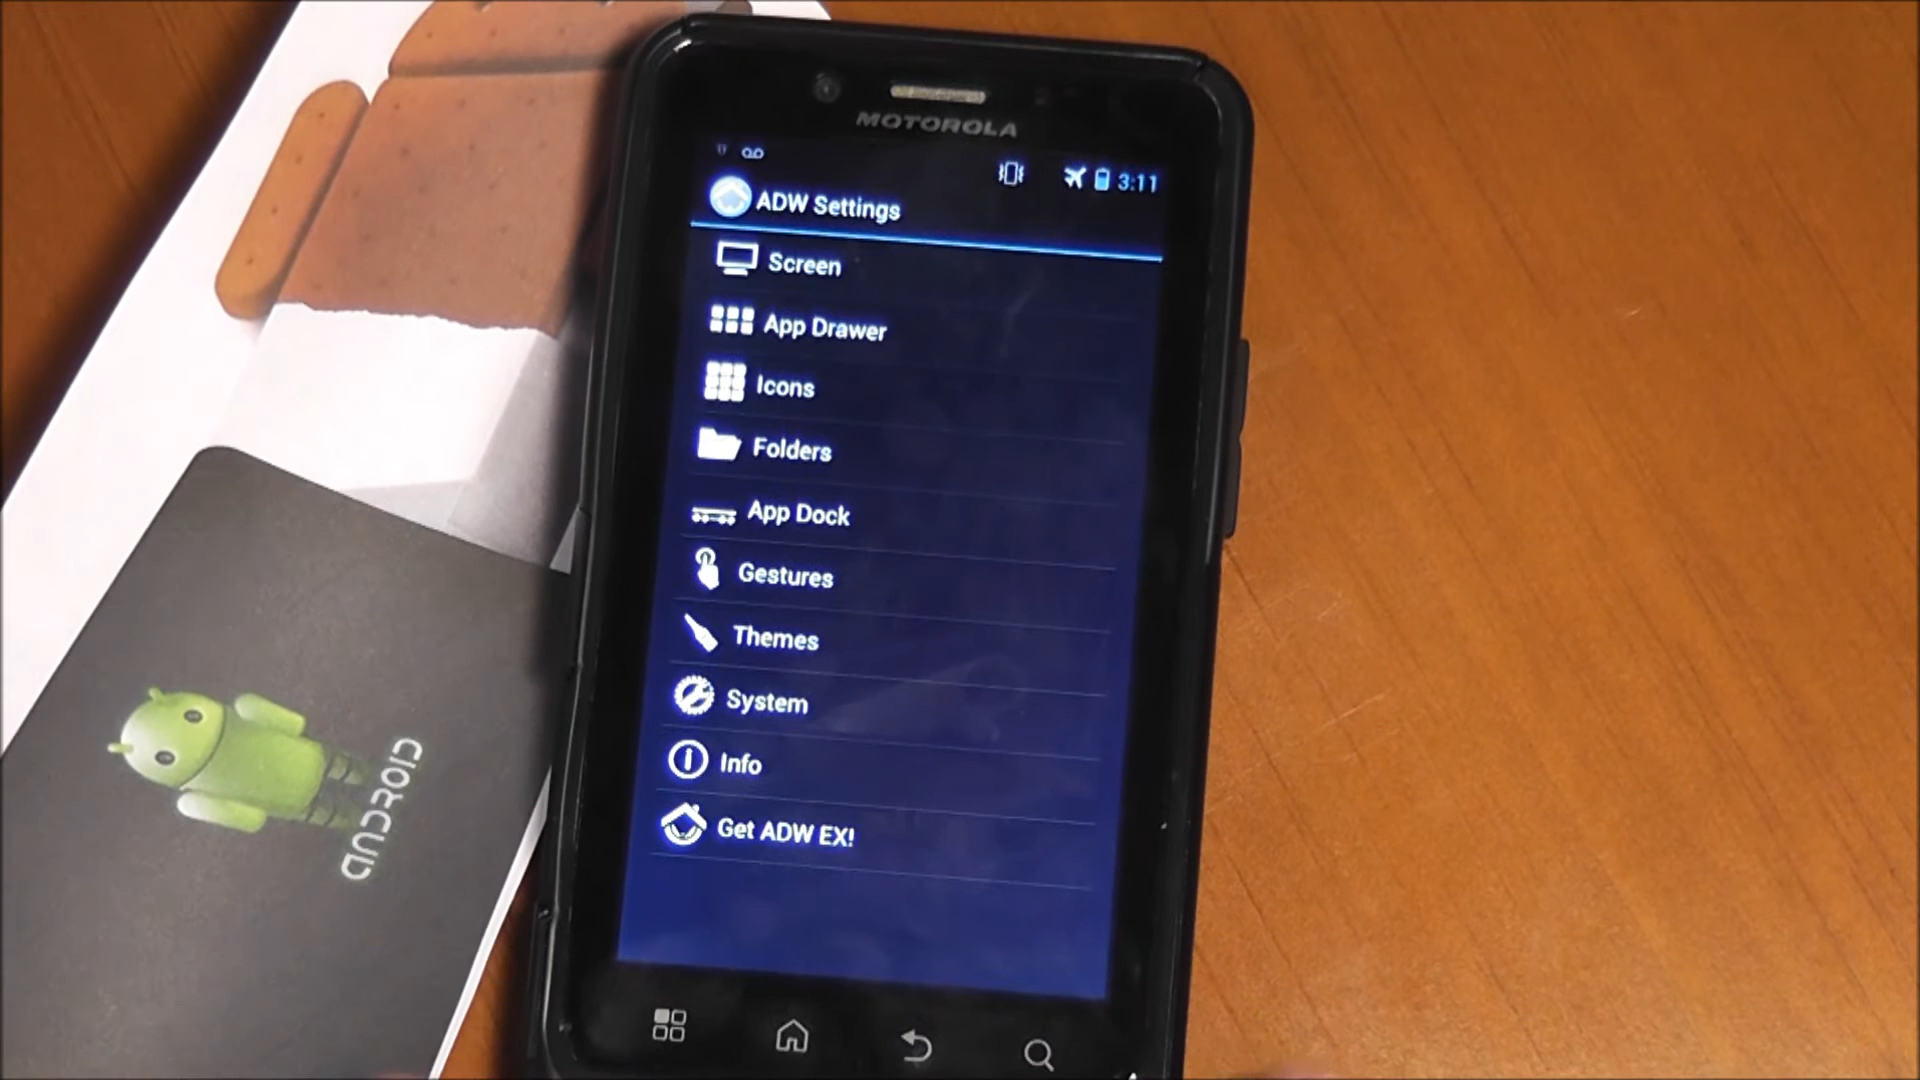 MOTOROLA
3:11
ADW Settings
Screen
App Drawer
Icons
Folders
App Dock
Gestures
Themes
System
Info
Get ADW EX!
ANDROID